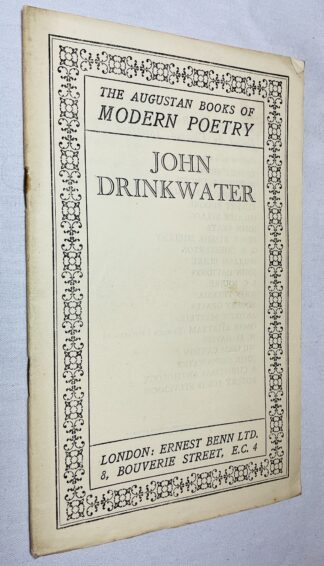 THE AUGUSTAN BOOKS OF
MODERN POETRY
JOHN
DRINKWATER
LONDON: ERNEST BENN LTD.
8, BOUVERIE STREET, E.C. 4